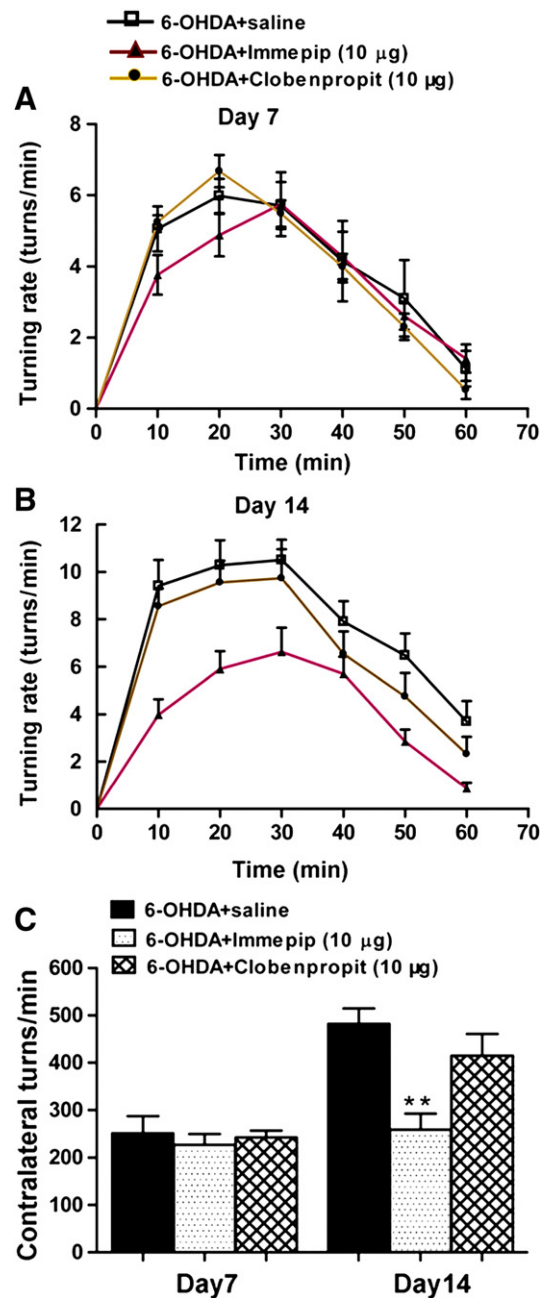 6-OHDA+saline
6-OHDA+Immepip (10 μg)
6-OHDA+Clobenpropit (10 μg)
A
Day 7
Turning rate (turns/min)
8
6
4
2
0
0 10 20 30 40 50 60 70
Time (min)
B
Day 14
Turning rate (turns/min)
12
10
8
6
4
2
0
0 10 20 30 40 50 60 70
Time (min)
C
6-OHDA+saline
6-OHDA+Immepip (10 μg)
6-OHDA+Clobenpropit (10 μg)
Contralateral turns/min
600
500
400
300
200
100
0
**
Day7 Day14